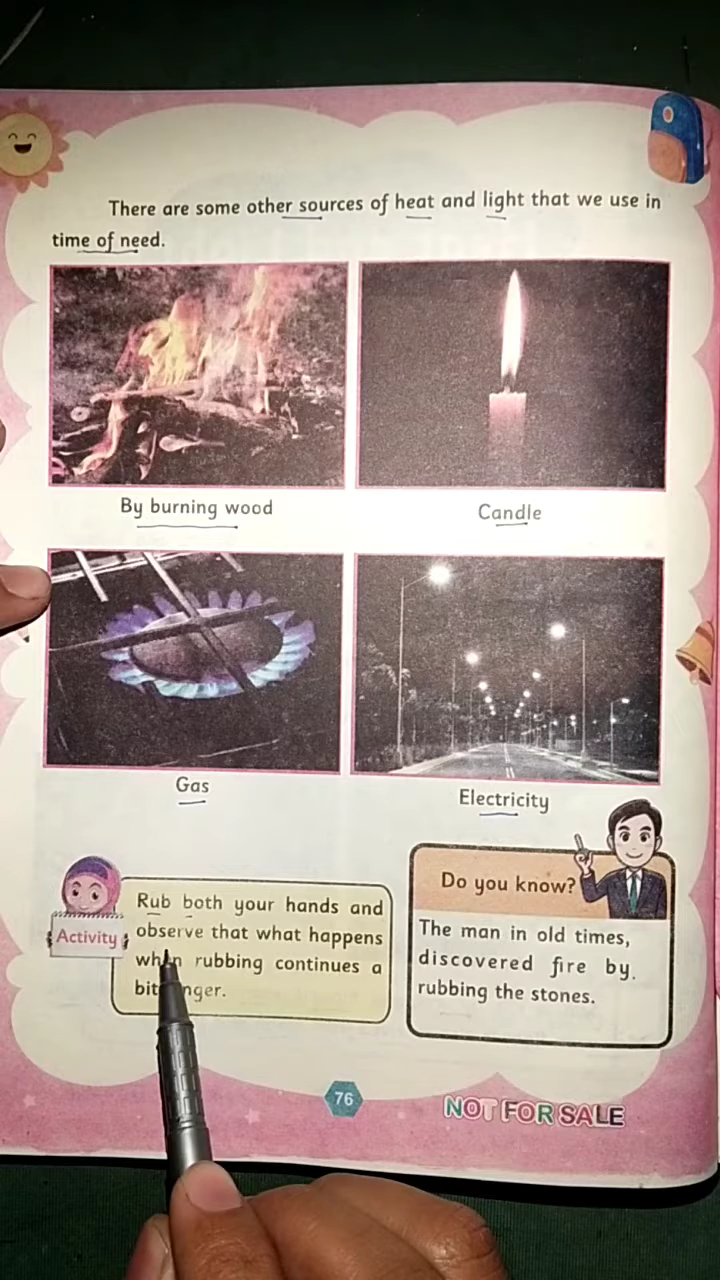 There are some other sources of heat and light that we use in
time of need.
By burning wood
Candle
Gas
Electricity
Activity
Rub both your hands and
observe that what happens
rubbing continues a
Do you know?
The man in old times,
discovered fire by.
rubbing the stones.
76
NOT FOR SALE